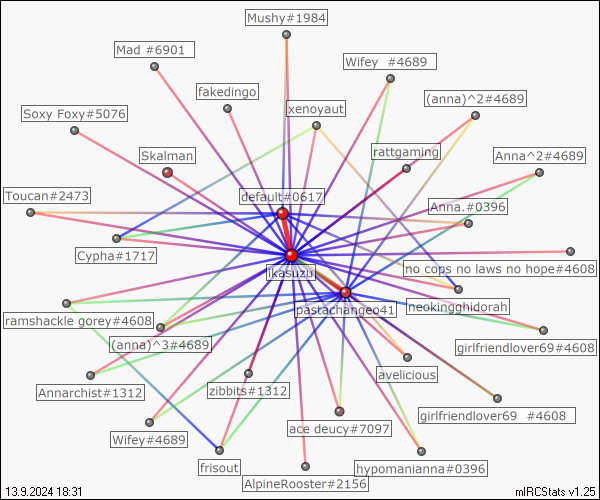 Mushy#1984
Mad #6901
Wifey  #4689
fakedingo
(anna)^2#4689
xenoyaut
Soxy Foxy#5076
Skalman
rattgaming
Anna^2#4689
Toucan#2473
default#0617
Anna.#0396
Cypha#1717
ikasuzu
no cops no laws no hope#4608
pastachangeo41
neokingghidorah
ramshackle gorey#4608
(anna)^3#4689
girlfriendlover69#4608
avelicious
Annarchist#1312
zibbits#1312
girlfriendlover69  #4608
ace deucy#7097
Wifey#4689
frisout
hypomanianna#0396
AlpineRooster#2156
13.9.2024 18:31
mIRCStats v1.25